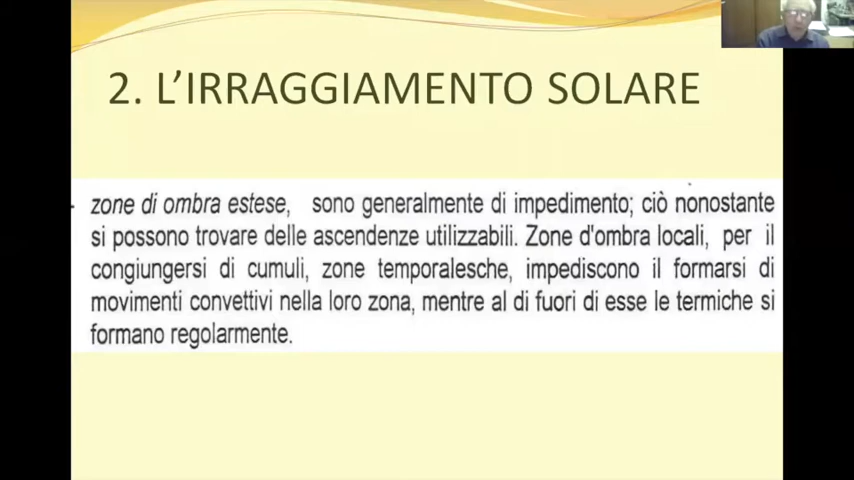 2. L’IRRAGGIAMENTO SOLARE
- zone di ombra estese, sono generalmente di impedimento; ciò nonostante
si possono trovare delle ascendenze utilizzabili. Zone d'ombra locali, per il
congiungersi di cumuli, zone temporalesche, impediscono il formarsi di
movimenti convettivi nella loro zona, mentre al di fuori di esse le termiche si
formano regolarmente.